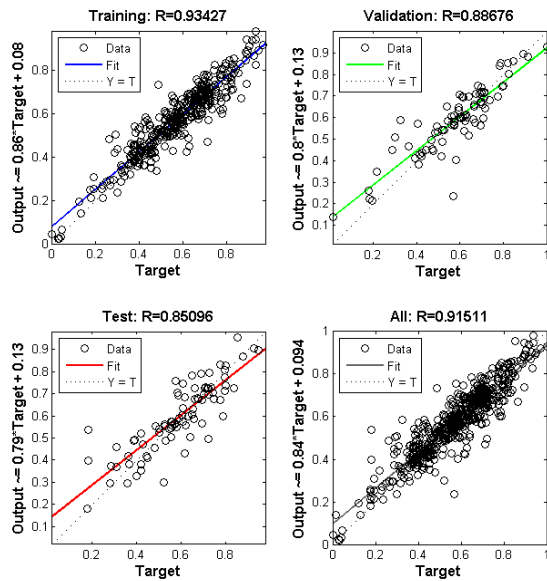 Training: R=0.93427
Output ~= 0.86*Target + 0.08
Data
Fit
Y = T
0.8
0.6
0.4
0.2
0
0 0.2 0.4 0.6 0.8
Target
Validation: R=0.88676
Output ~= 0.8*Target + 0.13
Data
Fit
Y = T
1
0.9
0.8
0.7
0.6
0.5
0.4
0.3
0.2
0.1
0 0.2 0.4 0.6 0.8 1
Target
Test: R=0.85096
Output ~= 0.79*Target + 0.13
Data
Fit
Y = T
0.9
0.8
0.7
0.6
0.5
0.4
0.3
0.2
0.1
0.2 0.4 0.6 0.8
Target
All: R=0.91511
Output ~= 0.84*Target + 0.094
Data
Fit
Y = T
1
0.8
0.6
0.4
0.2
0
0 0.2 0.4 0.6 0.8 1
Target